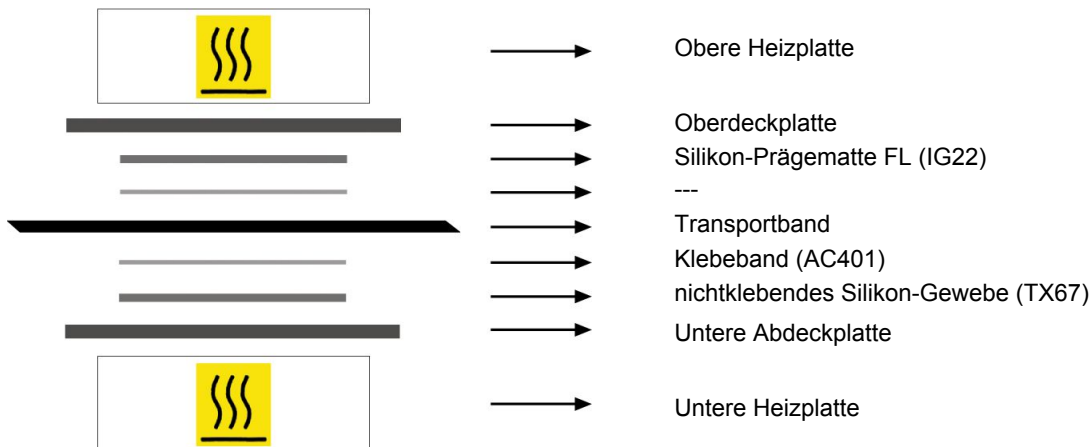 Obere Heizplatte
Oberdeckplatte
Silikon-Prägematte FL (IG22)
---
Transportband
Klebeband (AC401)
nichtklebendes Silikon-Gewebe (TX67)
Untere Abdeckplatte
Untere Heizplatte